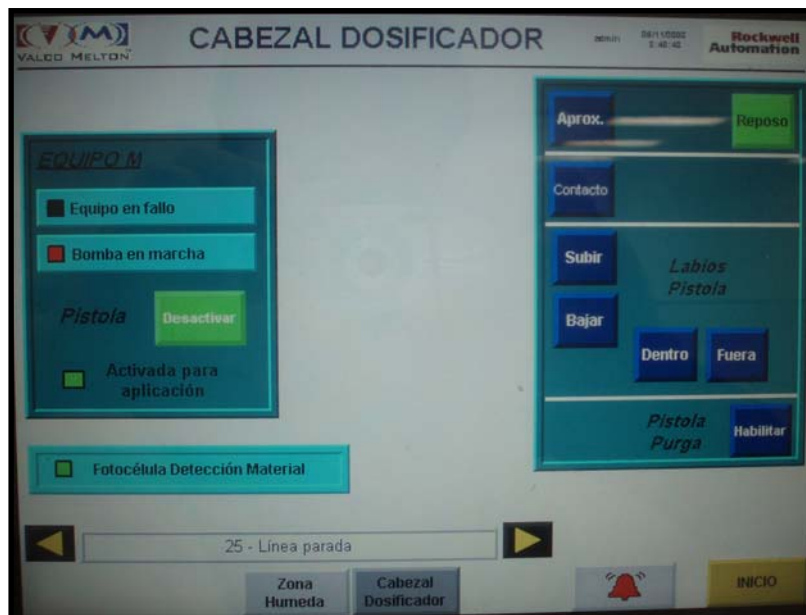 VALCO MELTON
CABEZAL DOSIFICADOR
admin
Rockwell
Automation
EQUIPO M
Equipo en fallo
Bomba en marcha
Pistola
Desactivar
Activada para
aplicación
Fotocélula Detección Material
Aprox.
Reposo
Contacto
Subir
Labios
Pistola
Bajar
Dentro
Fuera
Pistola
Purga
Habilitar
25 - Línea parada
Zona
Humeda
Cabezal
Dosificador
INICIO